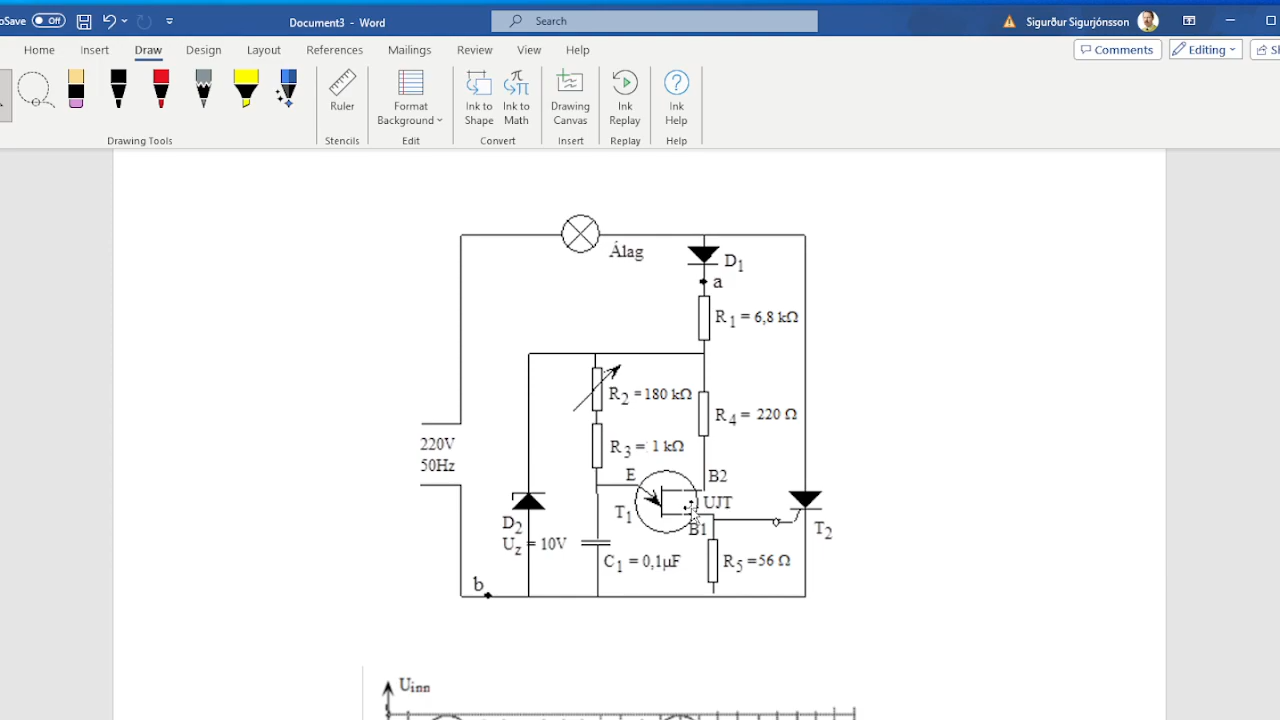 oSave Off Document3 - Word Search Sigurður Sigurjónsson
Home Insert Draw Design Layout References Mailings Review View Help Comments Editing
Ruler Format Background Ink to Shape Ink to Math Drawing Canvas Ink Replay Ink Help
Drawing Tools Stencils Edit Convert Insert Replay Help
Álag
D1
a
R1 = 6,8 kΩ
R2 = 180 kΩ
R4 = 220 Ω
220V
50Hz
R3 = 1 kΩ
E
B2
UJT
T1
B1
T2
D2
Uz = 10V
C1 = 0,1µF
R5 =56 Ω
b
Uinn